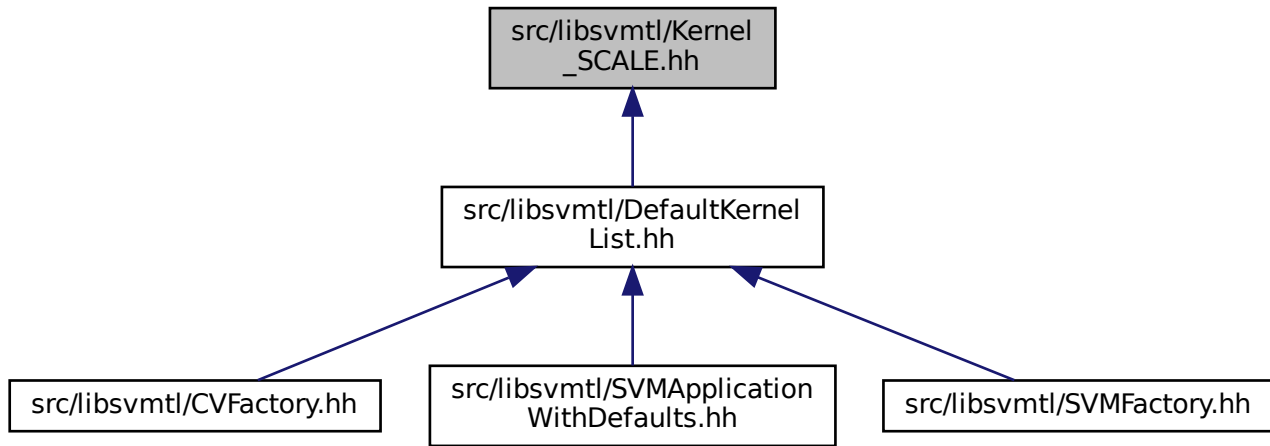 src/libsvmtl/Kernel
_SCALE.hh
src/libsvmtl/DefaultKernel
List.hh
src/libsvmtl/CVFactory.hh
src/libsvmtl/SVMApplication
WithDefaults.hh
src/libsvmtl/SVMFactory.hh